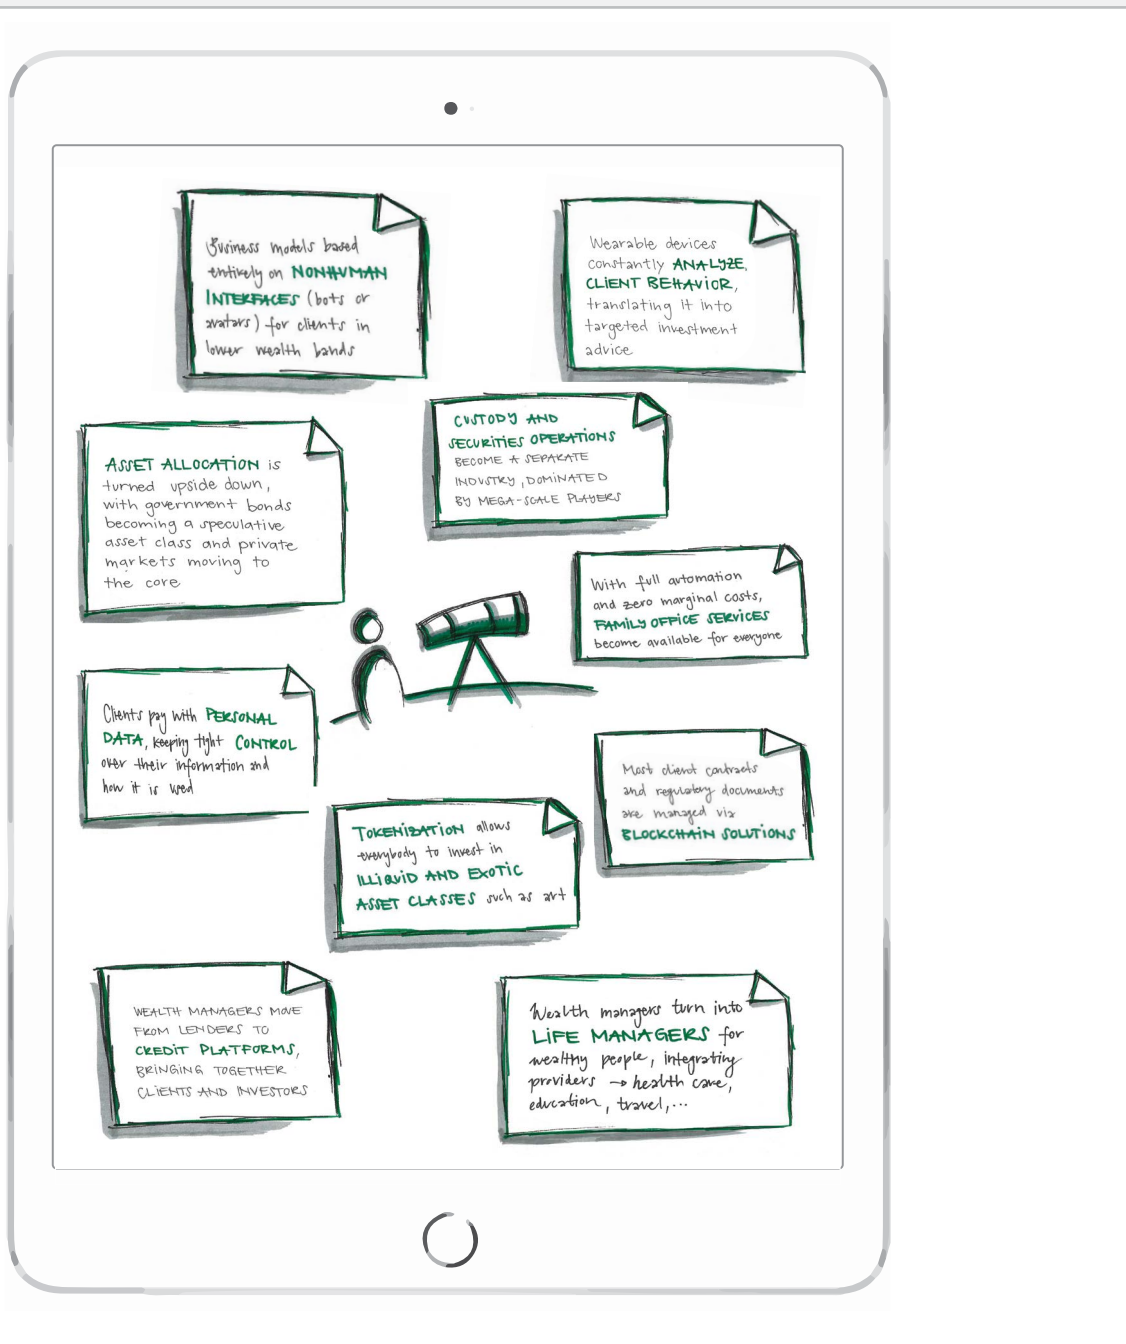 Business models based
entirely on NONHUMAN
INTERFACES (bots or
avatars) for clients in
lower wealth bands
Wearable devices
constantly ANALYZE
CLIENT BEHAVIOR,
translating it into
targeted investment
advice
CUSTODY AND
SECURITIES OPERATIONS
BECOME A SEPARATE
INDUSTRY, DOMINATED
BY MEGA-SCALE PLAYERS
ASSET ALLOCATION is
turned upside down,
with government bonds
becoming a speculative
asset class and private
markets moving to
the core
With full automation
and zero marginal costs,
FAMILY OFFICE SERVICES
become available for everyone
Clients pay with PERSONAL
DATA, keeping tight CONTROL
over their information and
how it is used
Most client contracts
and regulatory documents
are managed via
BLOCKCHAIN SOLUTIONS
TOKENIZATION allows
everybody to invest in
ILLIQUID AND EXOTIC
ASSET CLASSES such as art
WEALTH MANAGERS MOVE
FROM LENDERS TO
CREDIT PLATFORMS,
BRINGING TOGETHER
CLIENTS AND INVESTORS
Wealth managers turn into
LIFE MANAGERS for
wealthy people, integrating
providers → health care,
education, travel,...